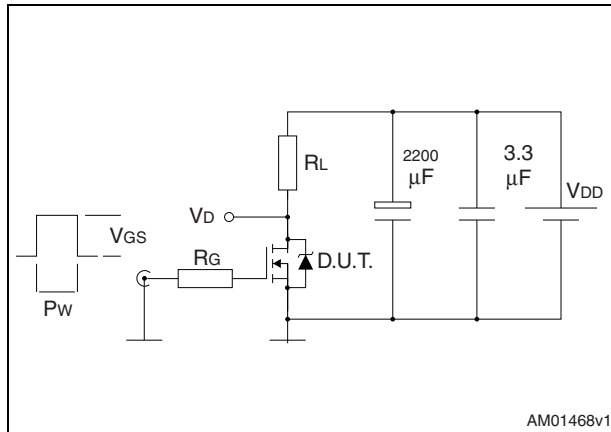 RL
2200
μF
3.3
μF
VDD
VD
VGS
RG
D.U.T.
PW
AM01468v1